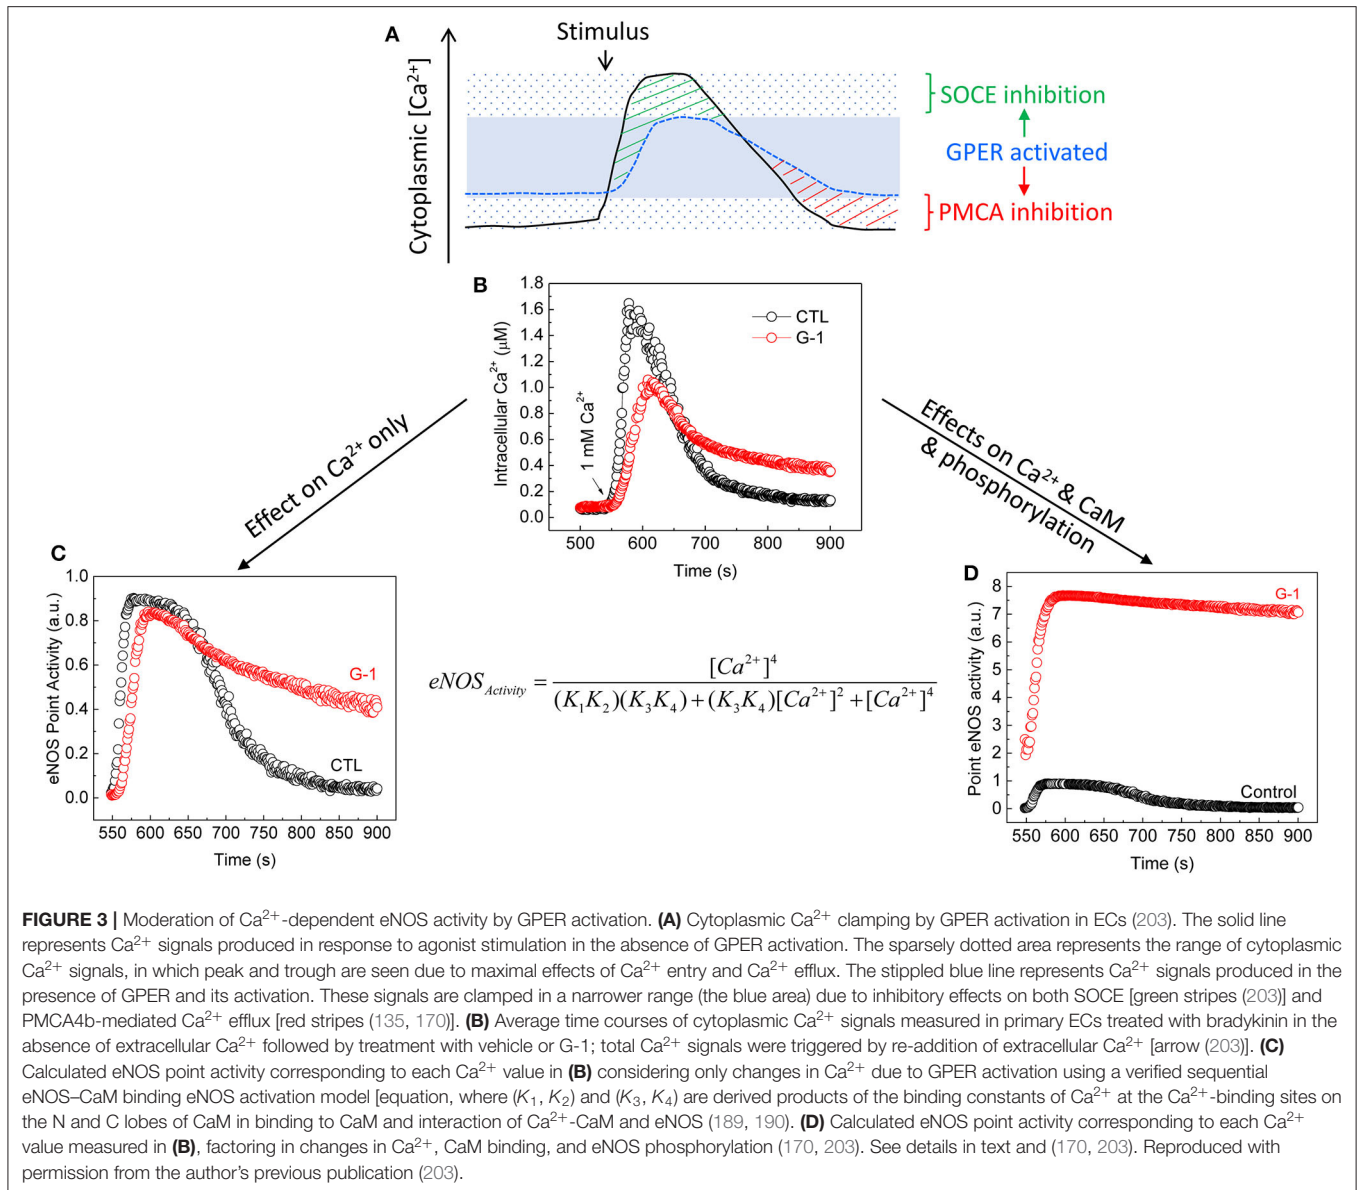 A
Stimulus
Cytoplasmic [Ca²⁺]
SOCE inhibition
GPER activated
PMCA inhibition
B
1.8
1.6
1.4
1.2
1.0
0.8
0.6
0.4
0.2
0.0
Intracellular Ca²⁺ (µM)
CTL
G-1
1 mM Ca²⁺
500 600 700 800 900
Time (s)
Effect on Ca²⁺ only
Effects on Ca²⁺ & CaM
& phosphorylation
C
1.0
0.8
0.6
0.4
0.2
0.0
eNOS Point Activity (a.u.)
G-1
CTL
550 600 650 700 750 800 850 900
Time (s)
eNOS_Activity = [Ca²⁺]⁴ / ((K₁K₂)(K₃K₄) + (K₃K₄)[Ca²⁺]² + [Ca²⁺]⁴)
D
8
7
6
5
4
3
2
1
0
Point eNOS activity (a.u.)
G-1
Control
550 600 650 700 750 800 850 900
Time (s)
FIGURE 3 | Moderation of Ca²⁺-dependent eNOS activity by GPER activation. (A) Cytoplasmic Ca²⁺ clamping by GPER activation in ECs (203). The solid line
represents Ca²⁺ signals produced in response to agonist stimulation in the absence of GPER activation. The sparsely dotted area represents the range of cytoplasmic
Ca²⁺ signals, in which peak and trough are seen due to maximal effects of Ca²⁺ entry and Ca²⁺ efflux. The stippled blue line represents Ca²⁺ signals produced in the
presence of GPER and its activation. These signals are clamped in a narrower range (the blue area) due to inhibitory effects on both SOCE [green stripes (203)] and
PMCA4b-mediated Ca²⁺ efflux [red stripes (135, 170)]. (B) Average time courses of cytoplasmic Ca²⁺ signals measured in primary ECs treated with bradykinin in the
absence of extracellular Ca²⁺ followed by treatment with vehicle or G-1; total Ca²⁺ signals were triggered by re-addition of extracellular Ca²⁺ [arrow (203)]. (C)
Calculated eNOS point activity corresponding to each Ca²⁺ value in (B) considering only changes in Ca²⁺ due to GPER activation using a verified sequential
eNOS–CaM binding eNOS activation model [equation, where (K₁, K₂) and (K₃, K₄) are derived products of the binding constants of Ca²⁺ at the Ca²⁺-binding sites on
the N and C lobes of CaM in binding to CaM and interaction of Ca²⁺-CaM and eNOS (189, 190). (D) Calculated eNOS point activity corresponding to each Ca²⁺
value measured in (B), factoring in changes in Ca²⁺, CaM binding, and eNOS phosphorylation (170, 203). See details in text and (170, 203). Reproduced with
permission from the author's previous publication (203).